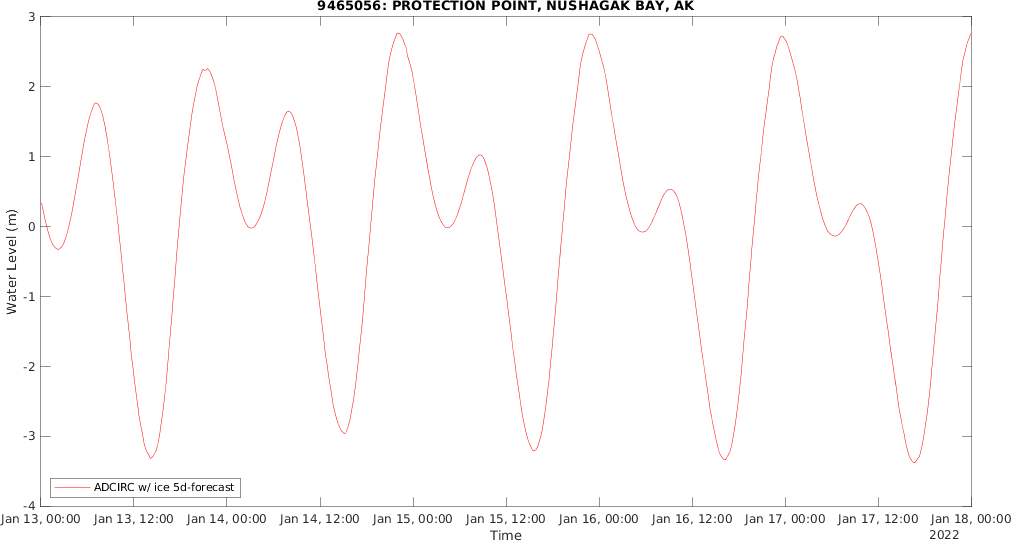 9465056: PROTECTION POINT, NUSHAGAK BAY, AK
3
2
1
0
-1
-2
-3
-4
Water Level (m)
ADCIRC w/ ice 5d-forecast
Jan 13, 00:00 Jan 13, 12:00 Jan 14, 00:00 Jan 14, 12:00 Jan 15, 00:00 Jan 15, 12:00 Jan 16, 00:00 Jan 16, 12:00 Jan 17, 00:00 Jan 17, 12:00 Jan 18, 00:00
Time
2022